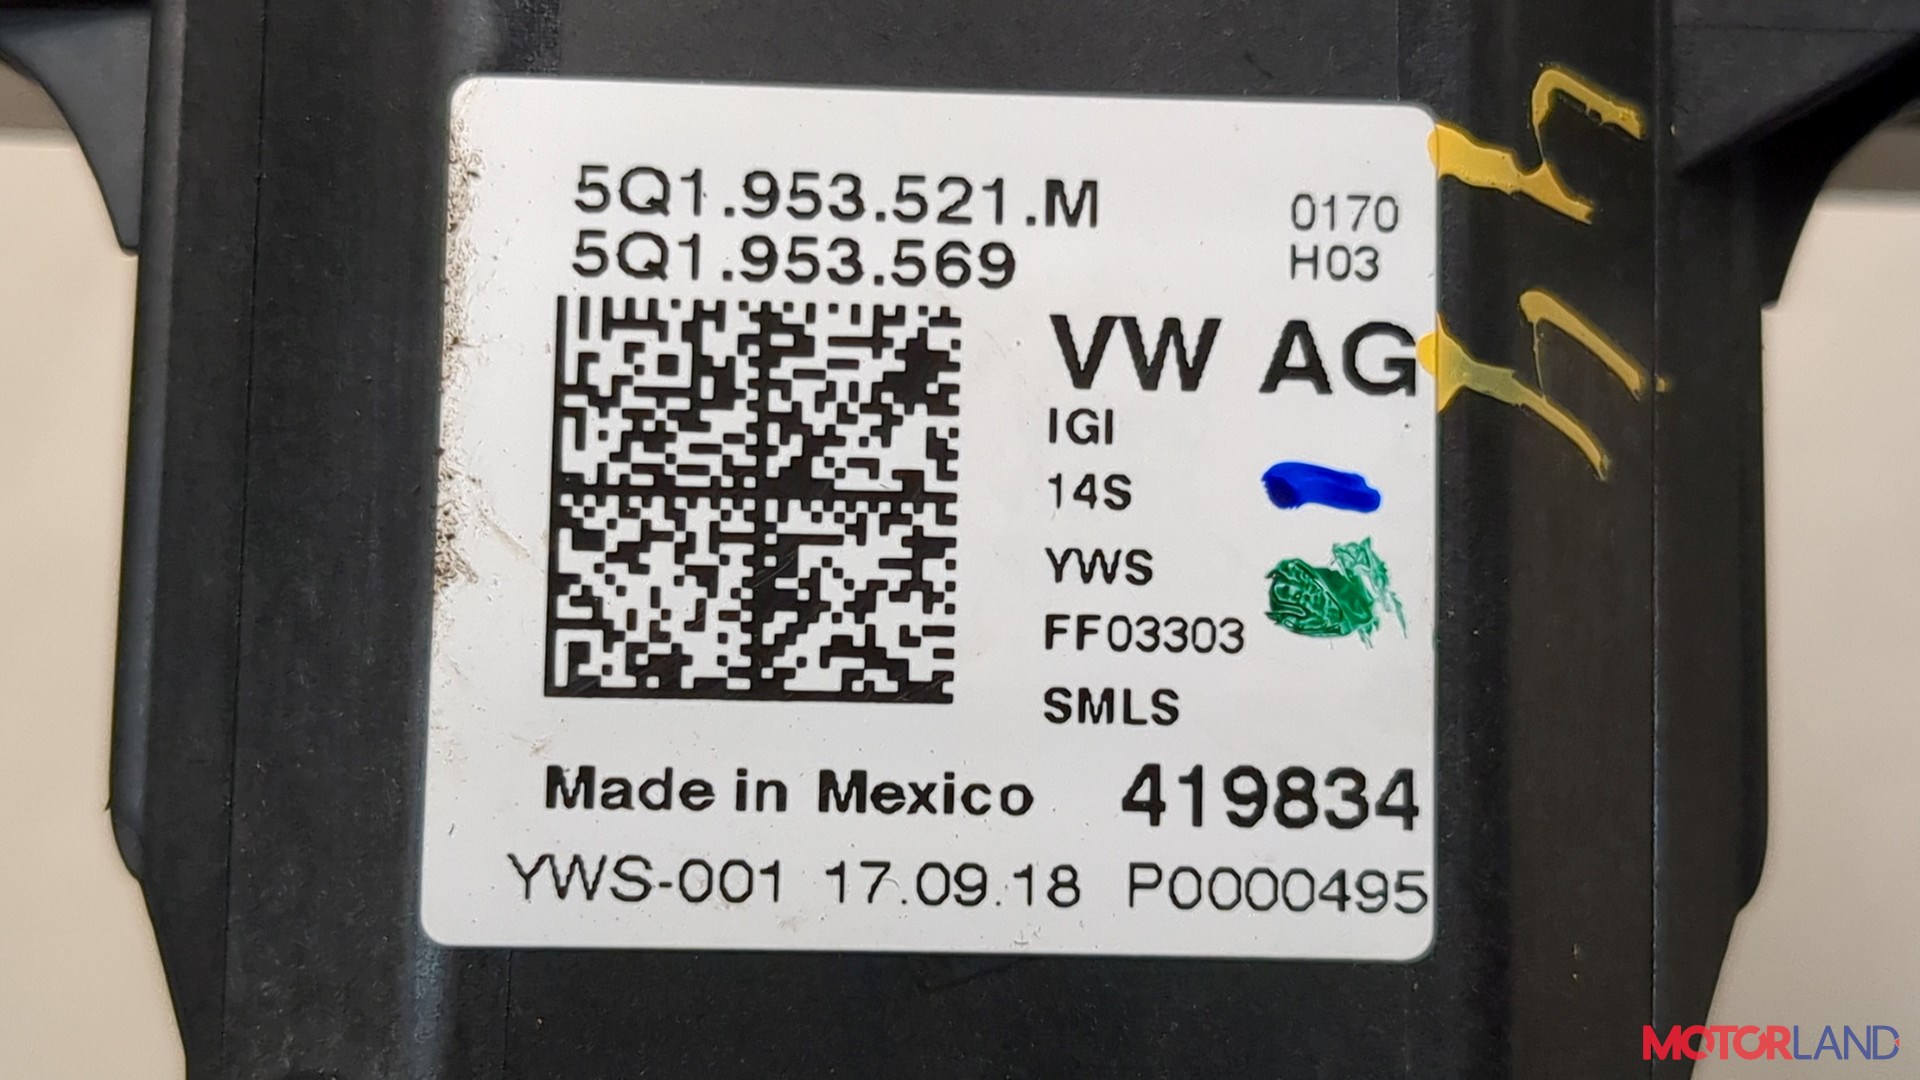 5Q1.953.521.M
5Q1.953.569
0170
H03
VW AG
IGI
14S
YWS
FF03303
SMLS
Made in Mexico 419834
YWS-001 17.09.18 P0000495
MOTORLAND